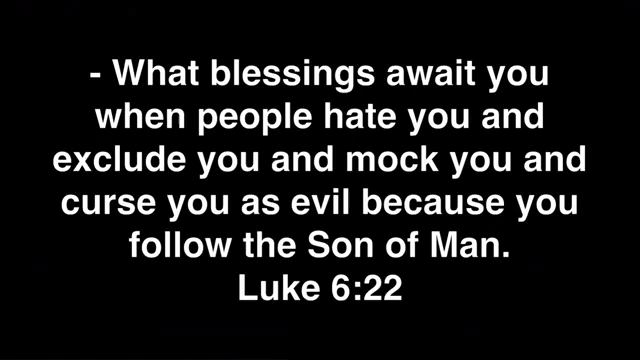 - What blessings await you
when people hate you and
exclude you and mock you and
curse you as evil because you
follow the Son of Man.
Luke 6:22